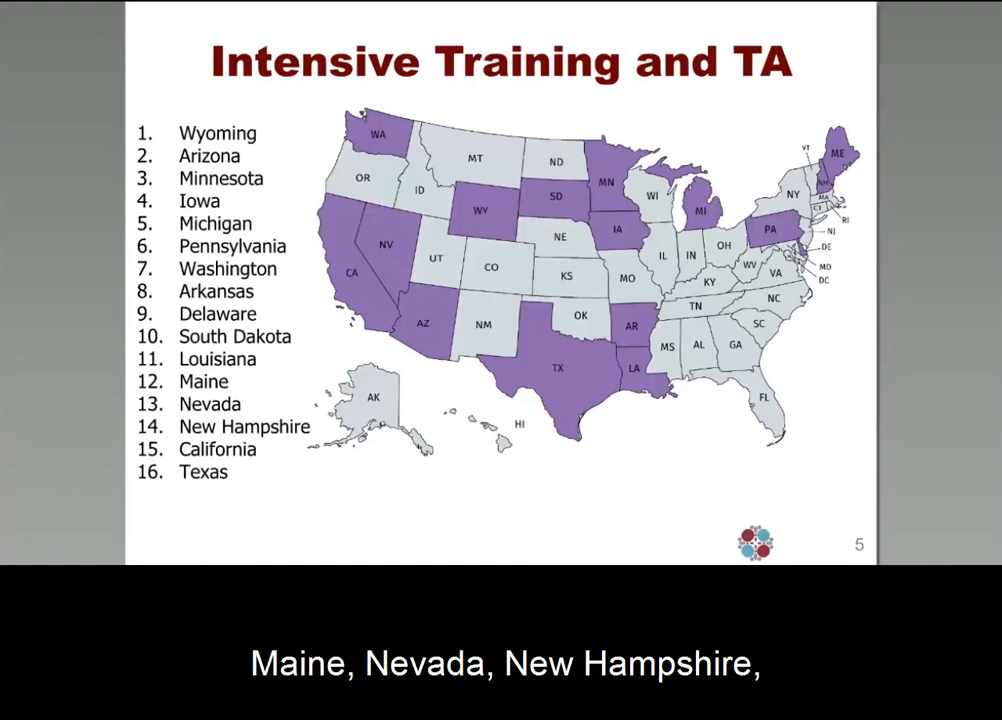 Intensive Training and TA
1. Wyoming
2. Arizona
3. Minnesota
4. Iowa
5. Michigan
6. Pennsylvania
7. Washington
8. Arkansas
9. Delaware
10. South Dakota
11. Louisiana
12. Maine
13. Nevada
14. New Hampshire
15. California
16. Texas
WA
MT
ND
MN
VT
ME
OR
ID
SD
WI
NH
WY
MI
NY
MA
CT
RI
NV
NE
IA
PA
NJ
CA
UT
CO
IL
IN
OH
DE
KS
MO
WV
VA
MD
KY
DC
AZ
NM
OK
AR
TN
NC
TX
LA
MS
AL
GA
SC
AK
HI
FL
5
Maine, Nevada, New Hampshire,